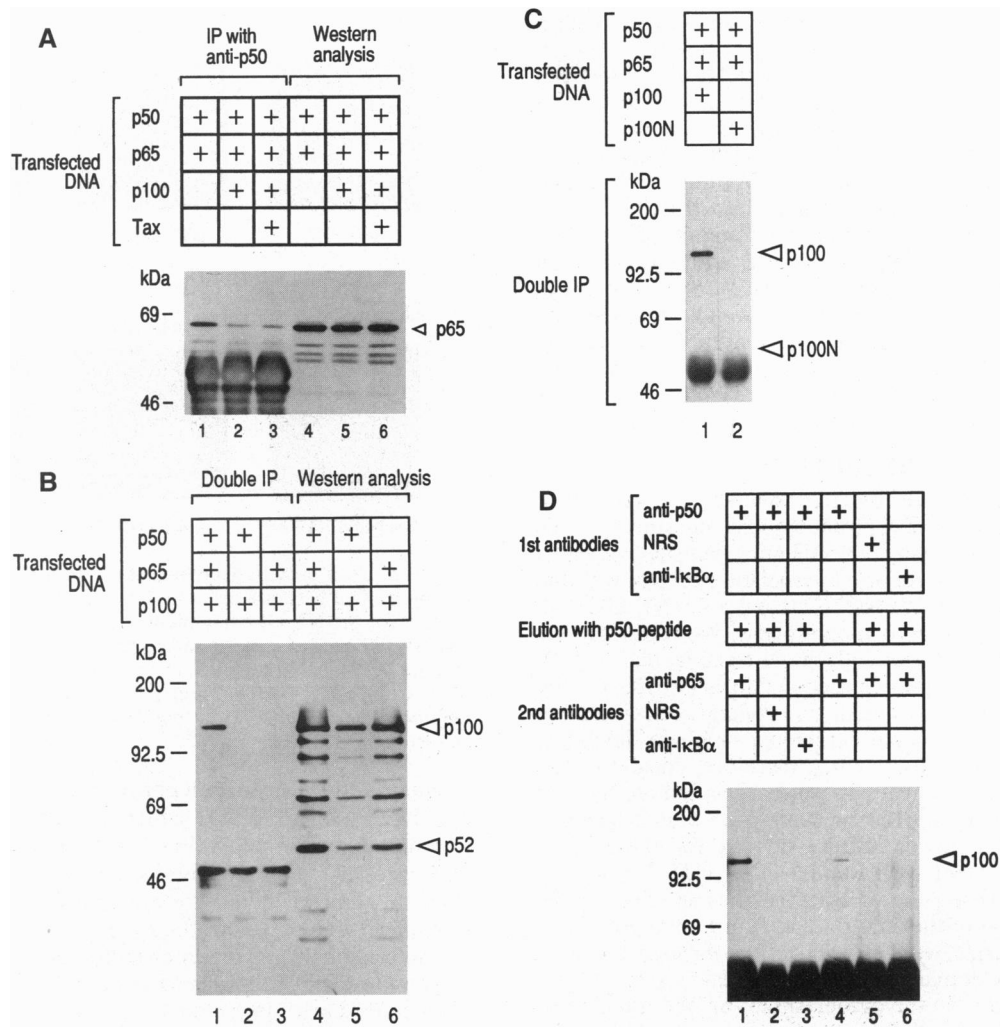 A
IP with anti-p50
Western analysis
Transfected DNA
p50 + + + + + +
p65 + + + + + +
p100 + + + +
Tax + +
kDa
69
46
p65
1 2 3 4 5 6
B
Double IP
Western analysis
Transfected DNA
p50 + + + +
p65 + + + +
p100 + + + + + +
kDa
200
92.5
69
46
p100
p52
1 2 3 4 5 6
C
Transfected DNA
p50 + +
p65 + +
p100 +
p100N +
Double IP
kDa
200
92.5
69
46
p100
p100N
1 2
D
1st antibodies
anti-p50 + + + +
NRS +
anti-IκBα +
Elution with p50-peptide + + + + +
2nd antibodies
anti-p65 + + + +
NRS +
anti-IκBα +
kDa
200
92.5
69
p100
1 2 3 4 5 6